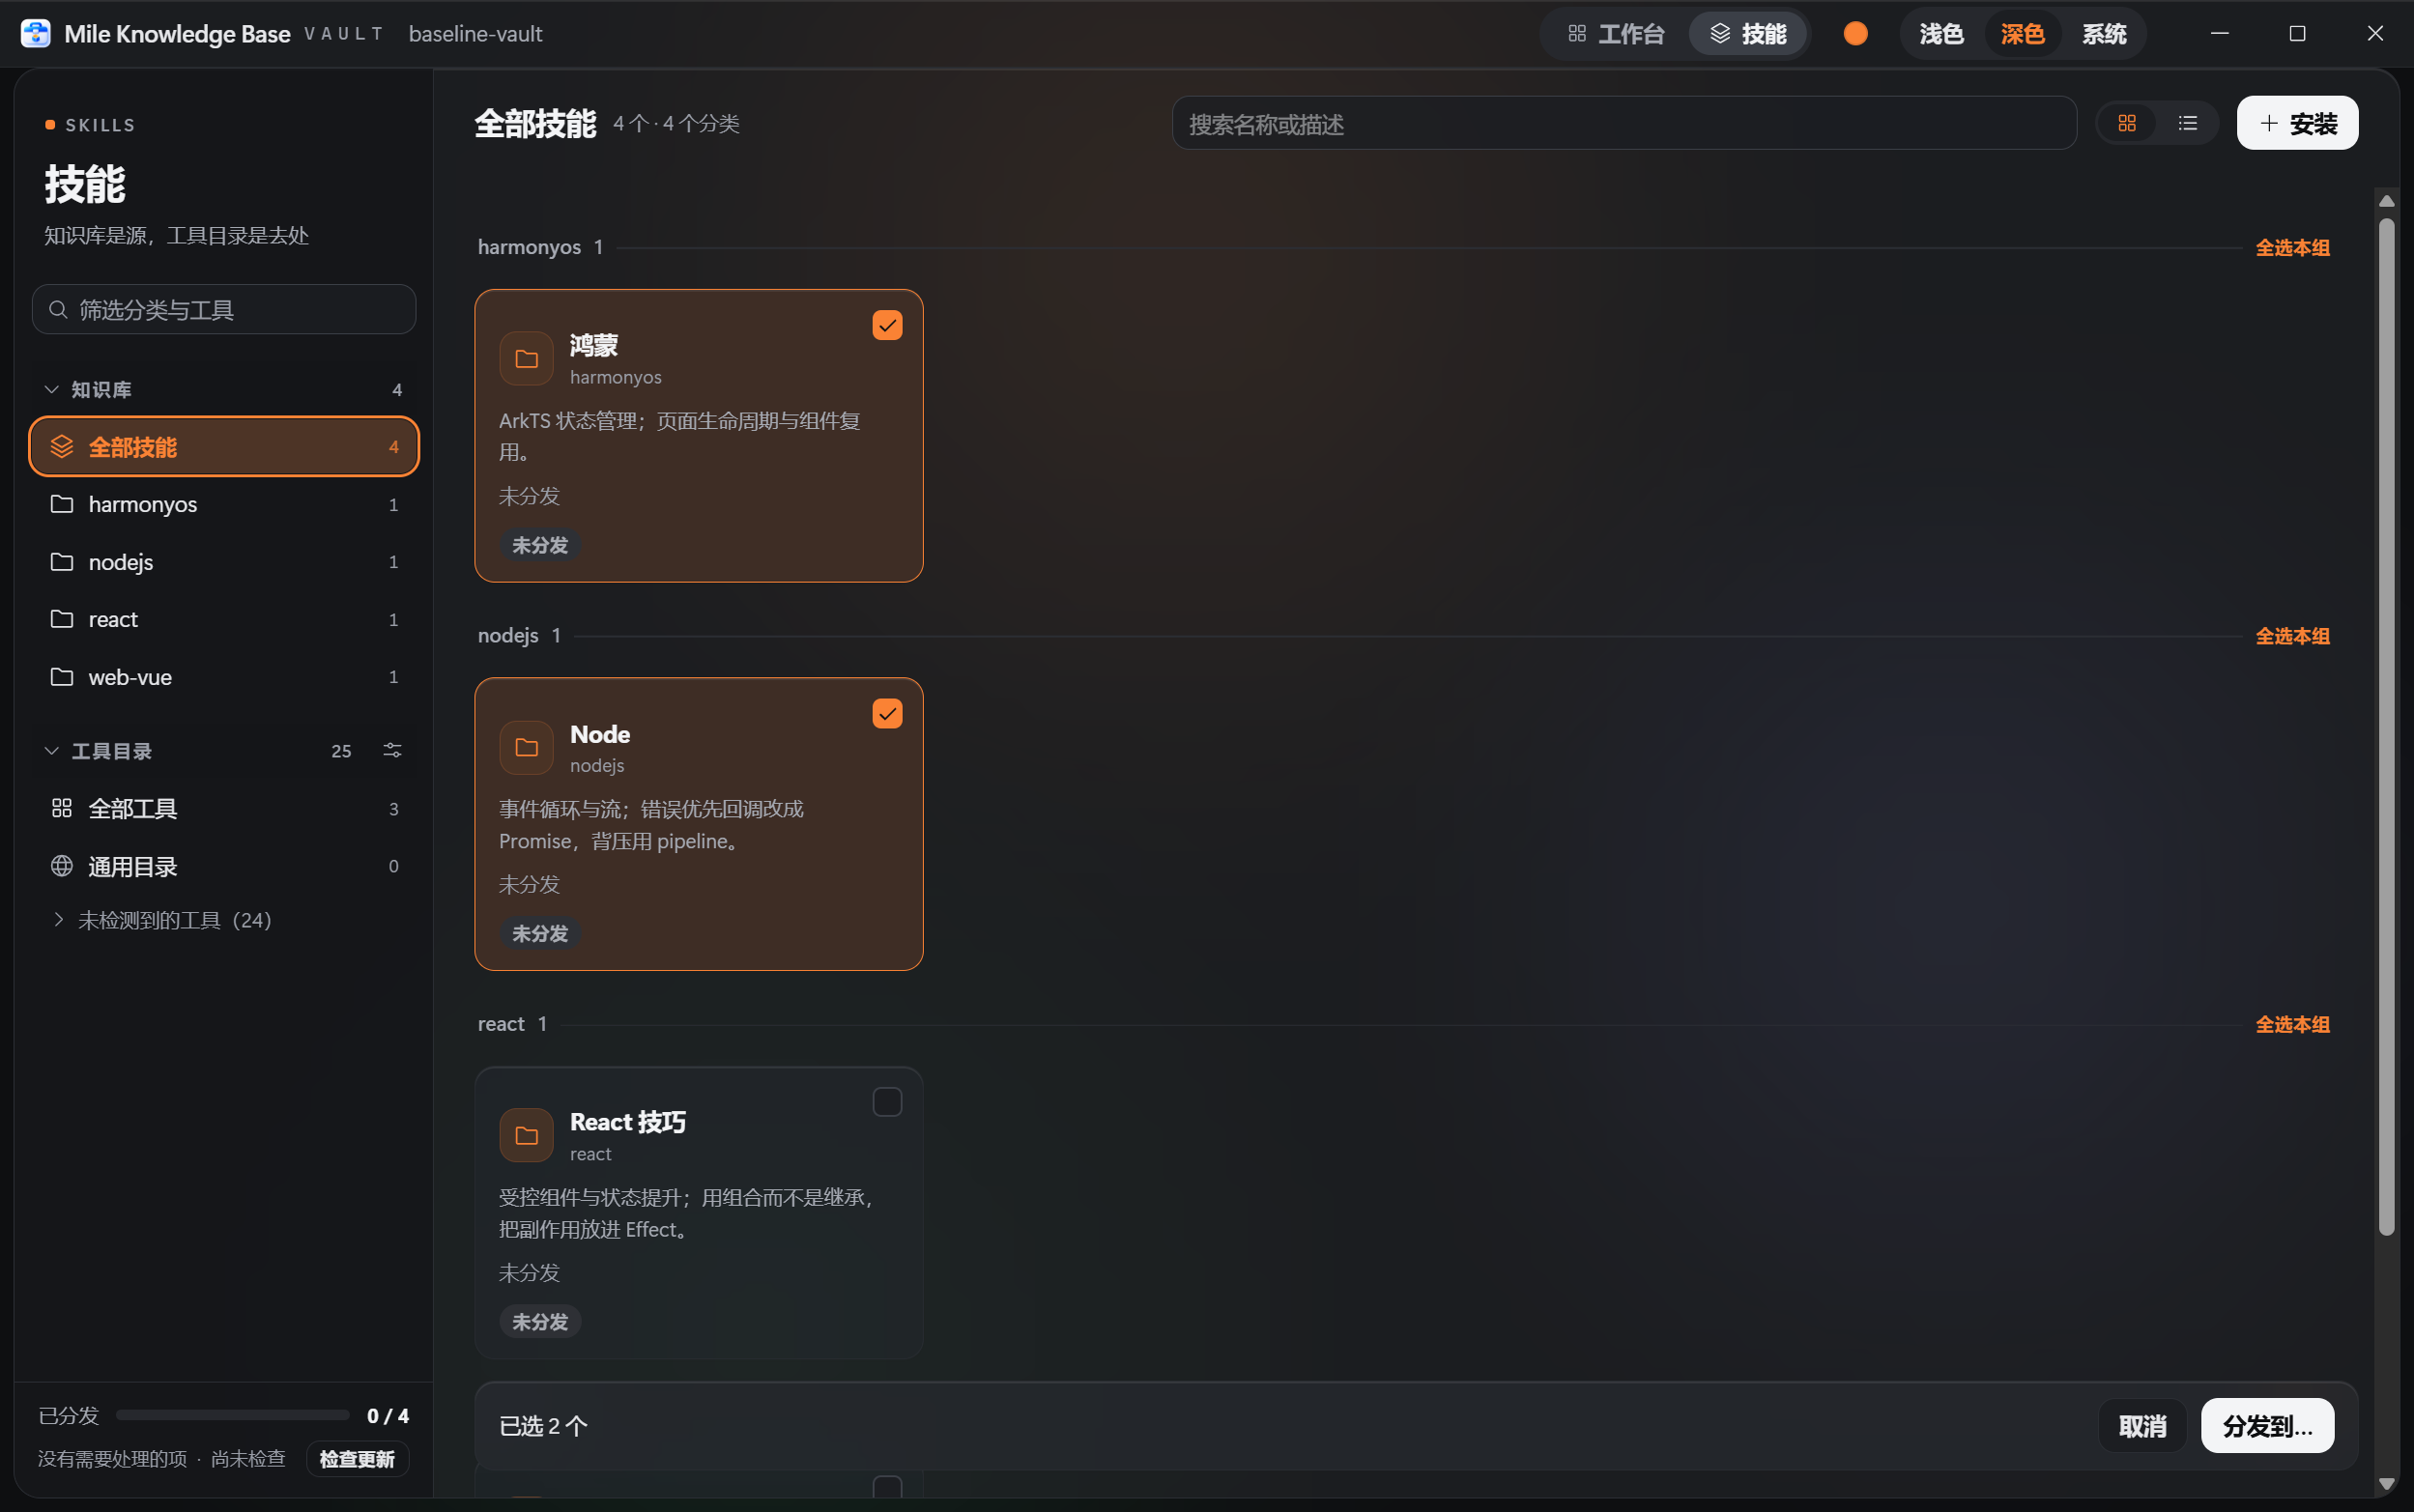 Mile Knowledge Base VAULT baseline-vault
工作台 技能 浅色 深色 系统
SKILLS
技能
知识库是源，工具目录是去处
筛选分类与工具
知识库 4
全部技能 4
harmonyos 1
nodejs 1
react 1
web-vue 1
工具目录 25
全部工具 3
通用目录 0
未检测到的工具（24）
已分发 0 / 4
没有需要处理的项 · 尚未检查 检查更新
全部技能 4 个 · 4 个分类
搜索名称或描述
安装
harmonyos 1 全选本组
鸿蒙
harmonyos
ArkTS 状态管理；页面生命周期与组件复
用。
未分发
未分发
nodejs 1 全选本组
Node
nodejs
事件循环与流；错误优先回调改成
Promise，背压用 pipeline。
未分发
未分发
react 1 全选本组
React 技巧
react
受控组件与状态提升；用组合而不是继承，
把副作用放进 Effect。
未分发
未分发
已选 2 个 取消 分发到...